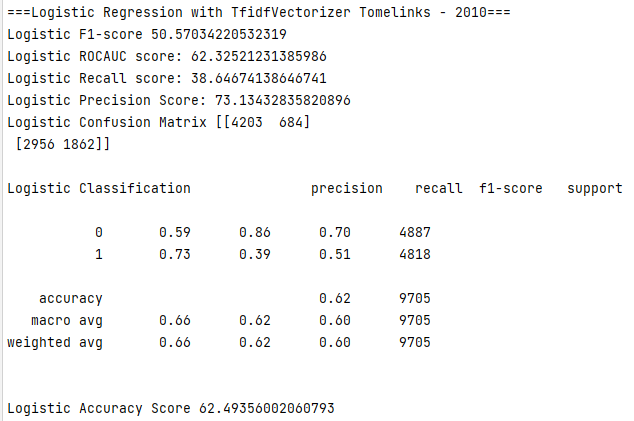 ===Logistic Regression with TfidfVectorizer Tomelinks - 2010===
Logistic F1-score 50.57034220532319
Logistic ROCAUC score: 62.32521231385986
Logistic Recall score: 38.64674138646741
Logistic Precision Score: 73.13432835820896
Logistic Confusion Matrix [[4203  684]
 [2956 1862]]
Logistic Classification               precision    recall  f1-score   support
           0       0.59      0.86      0.70      4887
           1       0.73      0.39      0.51      4818
    accuracy                           0.62      9705
   macro avg       0.66      0.62      0.60      9705
weighted avg       0.66      0.62      0.60      9705
Logistic Accuracy Score 62.49356002060793